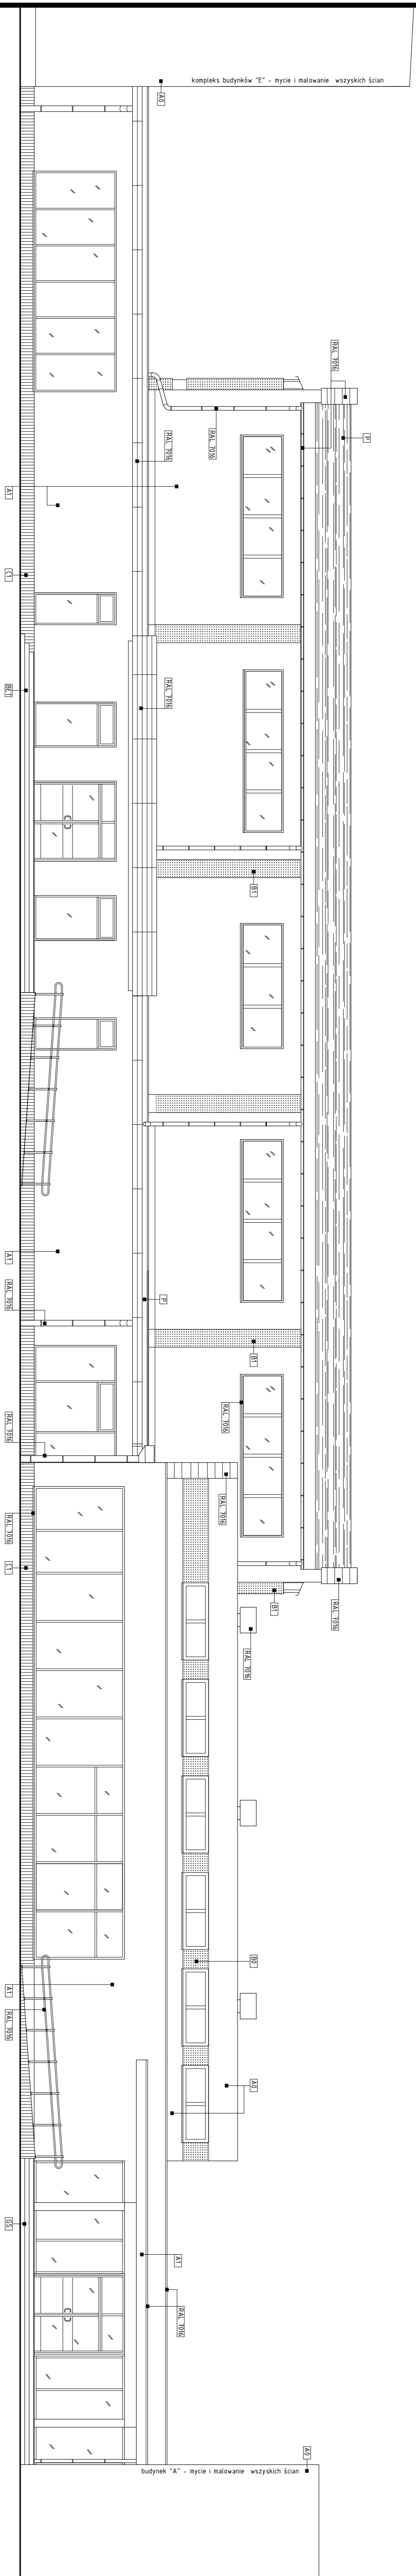 kompleks budynków "E" - mycie i malowanie wszyskich ścian
A0
RAL 7016
P
RAL 7016
RAL 7016
A1
C1
BET
RAL 7016
B1
A1
P
RAL 7016
B1
RAL 7016
RAL 7016
RAL 7016
RAL 7016
C1
B1
RAL 7016
RAL 7016
B0
A1
RAL 7016
A0
GS
A1
RAL 7016
A0
budynek "A" - mycie i malowanie wszyskich ścian